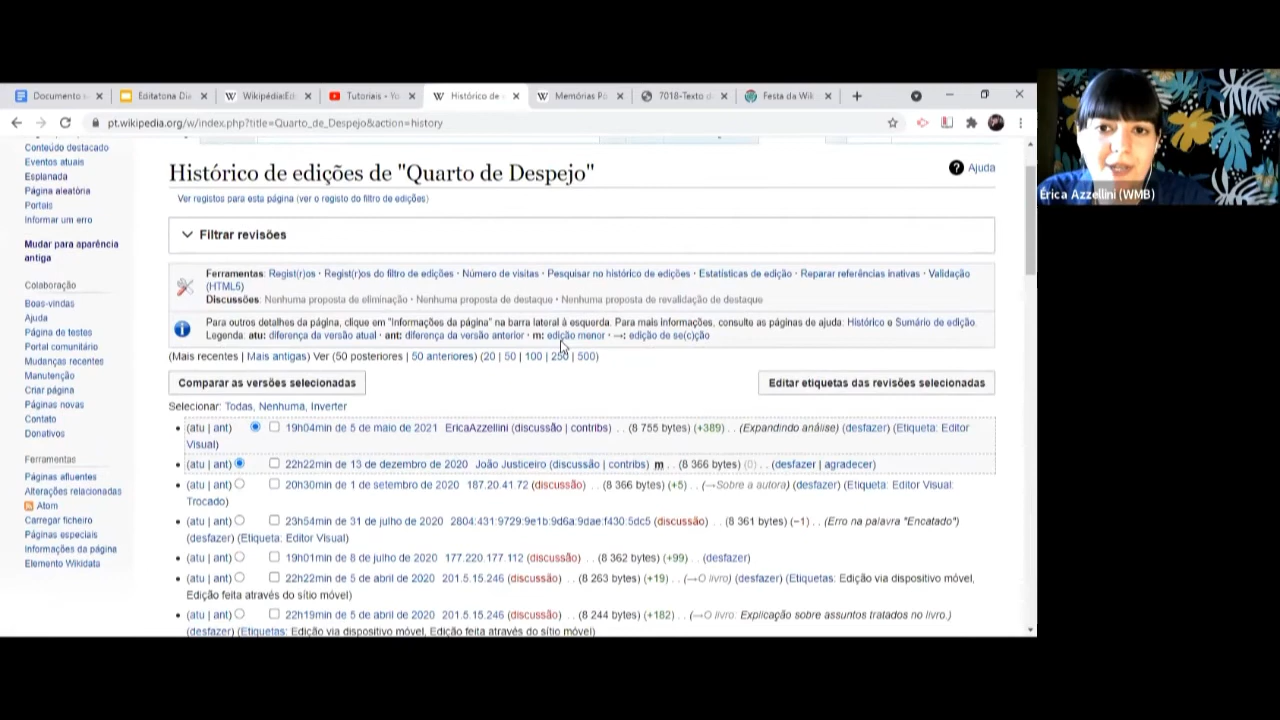 Documento
Editatona Dia
Wikipédia:Ed
Tutoriais - Yo
Histórico de
Memórias Pó
7018-Texto d
Festa da Wik
pt.wikipedia.org/w/index.php?title=Quarto_de_Despejo&action=history
Érica Azzellini (WMB)
Conteúdo destacado
Eventos atuais
Esplanada
Página aleatória
Portais
Informar um erro
Mudar para aparência
antiga
Colaboração
Boas-vindas
Ajuda
Página de testes
Portal comunitário
Mudanças recentes
Manutenção
Criar página
Páginas novas
Contato
Donativos
Ferramentas
Páginas afluentes
Alterações relacionadas
Atom
Carregar ficheiro
Páginas especiais
Informações da página
Elemento Wikidata
Histórico de edições de "Quarto de Despejo"
Ajuda
Ver registos para esta página (ver o registo do filtro de edições)
Filtrar revisões
Ferramentas: Regist(r)os · Regist(r)os do filtro de edições · Número de visitas · Pesquisar no histórico de edições · Estatísticas de edição · Reparar referências inativas · Validação
(HTML5)
Discussões: Nenhuma proposta de eliminação · Nenhuma proposta de destaque · Nenhuma proposta de revalidação de destaque
Para outros detalhes da página, clique em "Informações da página" na barra lateral à esquerda. Para mais informações, consulte as páginas de ajuda: Histórico e Sumário de edição.
Legenda: atu: diferença da versão atual · ant: diferença da versão anterior · m: edição menor · →: edição de se(c)ção
(Mais recentes | Mais antigas) Ver (50 posteriores | 50 anteriores) (20 | 50 | 100 | 250 | 500)
Comparar as versões selecionadas
Editar etiquetas das revisões selecionadas
Selecionar: Todas, Nenhuma, Inverter
(atu | ant) 19h04min de 5 de maio de 2021 EricaAzzellini (discussão | contribs) . . (8 755 bytes) (+389) . . (Expandindo análise) (desfazer) (Etiqueta: Editor
Visual)
(atu | ant) 22h22min de 13 de dezembro de 2020 João Justiceiro (discussão | contribs) m . . (8 366 bytes) (0) . . (desfazer | agradecer)
(atu | ant) 20h30min de 1 de setembro de 2020 187.20.41.72 (discussão) . . (8 366 bytes) (+5) . . (→Sobre a autora) (desfazer) (Etiqueta: Editor Visual:
Trocado)
(atu | ant) 23h54min de 31 de julho de 2020 2804:431:9729:9e1b:9d6a:9dae:f430:5dc5 (discussão) . . (8 361 bytes) (−1) . . (Erro na palavra "Encatado")
(desfazer) (Etiqueta: Editor Visual)
(atu | ant) 19h01min de 8 de julho de 2020 177.220.177.112 (discussão) . . (8 362 bytes) (+99) . . (desfazer)
(atu | ant) 22h22min de 5 de abril de 2020 201.5.15.246 (discussão) . . (8 263 bytes) (+19) . . (→O livro) (desfazer) (Etiquetas: Edição via dispositivo móvel,
Edição feita através do sítio móvel)
(atu | ant) 22h19min de 5 de abril de 2020 201.5.15.246 (discussão) . . (8 244 bytes) (+182) . . (→O livro: Explicação sobre assuntos tratados no livro.)
(desfazer) (Etiquetas: Edição via dispositivo móvel, Edição feita através do sítio móvel)